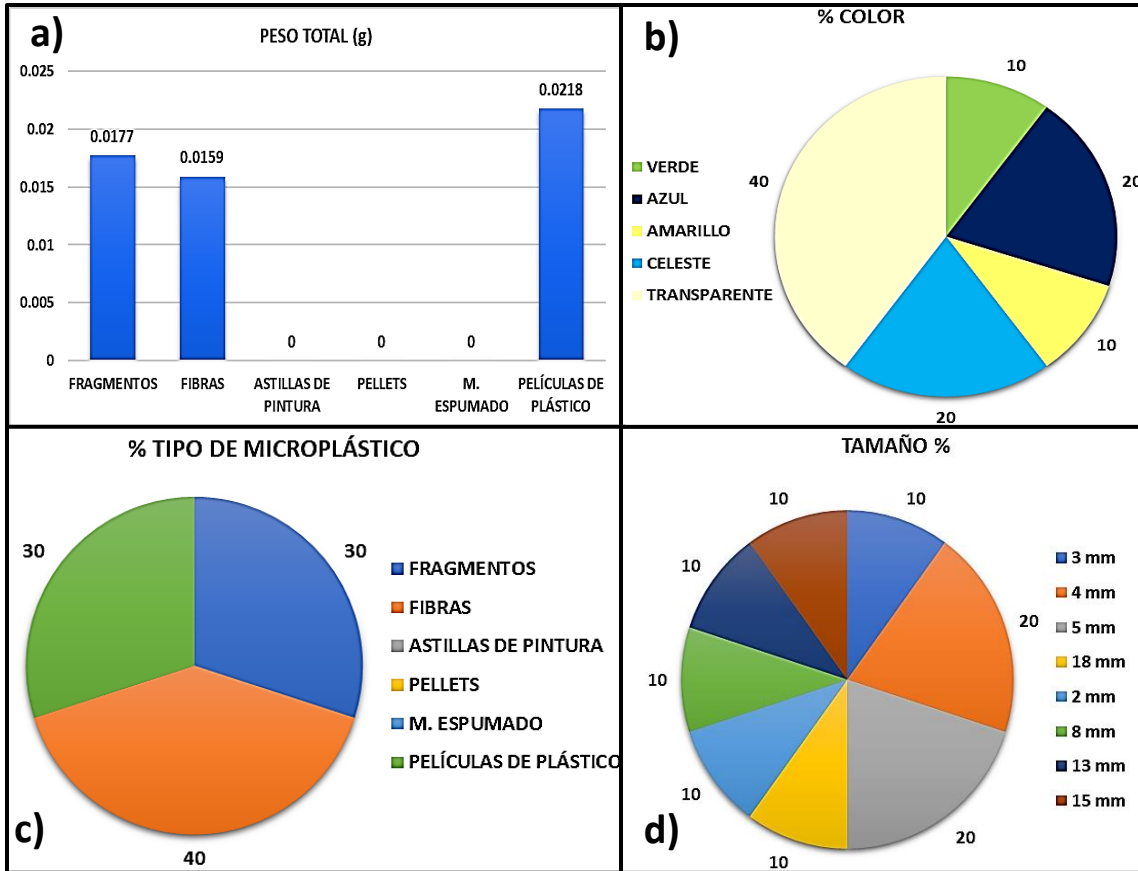 a)
PESO TOTAL (g)
0.025
0.02
0.015
0.01
0.005
0
0.0177
0.0159
0
0
0
0.0218
FRAGMENTOS
FIBRAS
ASTILLAS DE
PINTURA
PELLETS
M.
ESPUMADO
PELÍCULAS DE
PLÁSTICO
b)
% COLOR
VERDE
AZUL
AMARILLO
CELESTE
TRANSPARENTE
10
20
10
20
40
c)
% TIPO DE MICROPLÁSTICO
30
40
30
FRAGMENTOS
FIBRAS
ASTILLAS DE PINTURA
PELLETS
M. ESPUMADO
PELÍCULAS DE PLÁSTICO
d)
TAMAÑO %
10
20
20
10
10
10
10
10
3 mm
4 mm
5 mm
18 mm
2 mm
8 mm
13 mm
15 mm